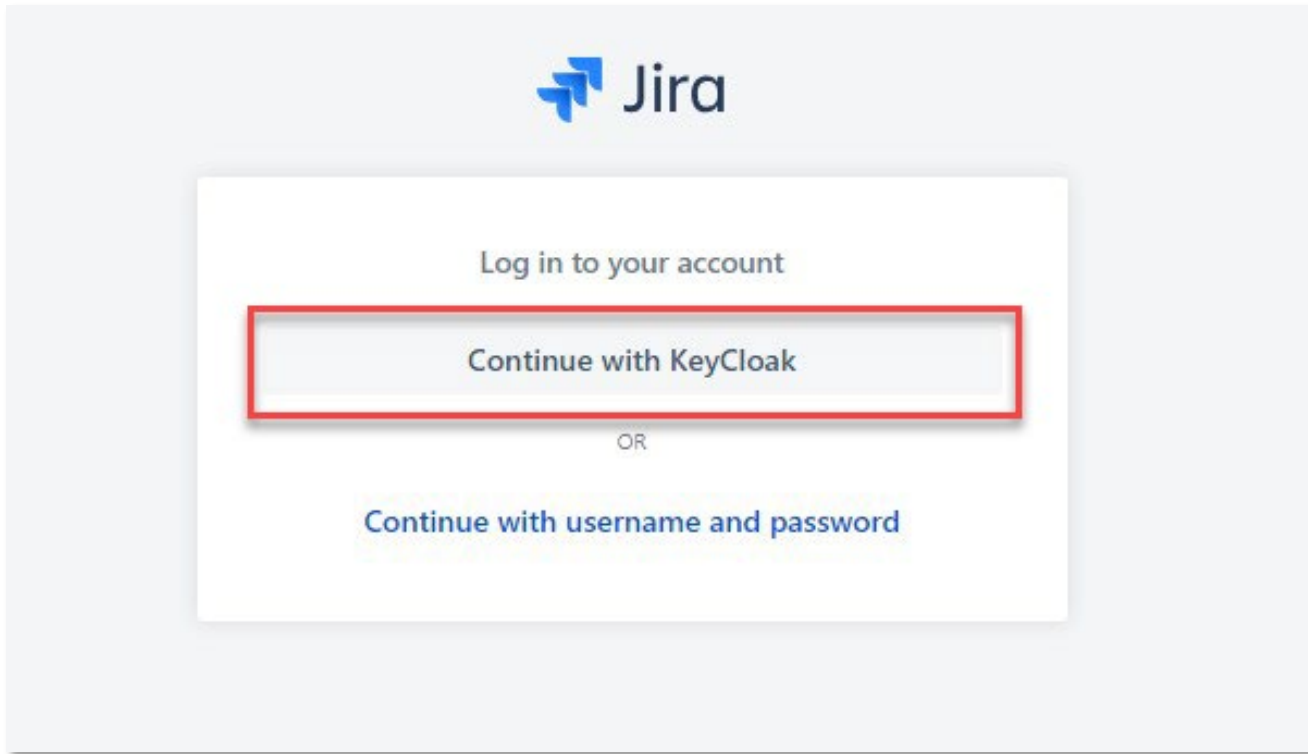 Jira
Log in to your account
Continue with KeyCloak
OR
Continue with username and password